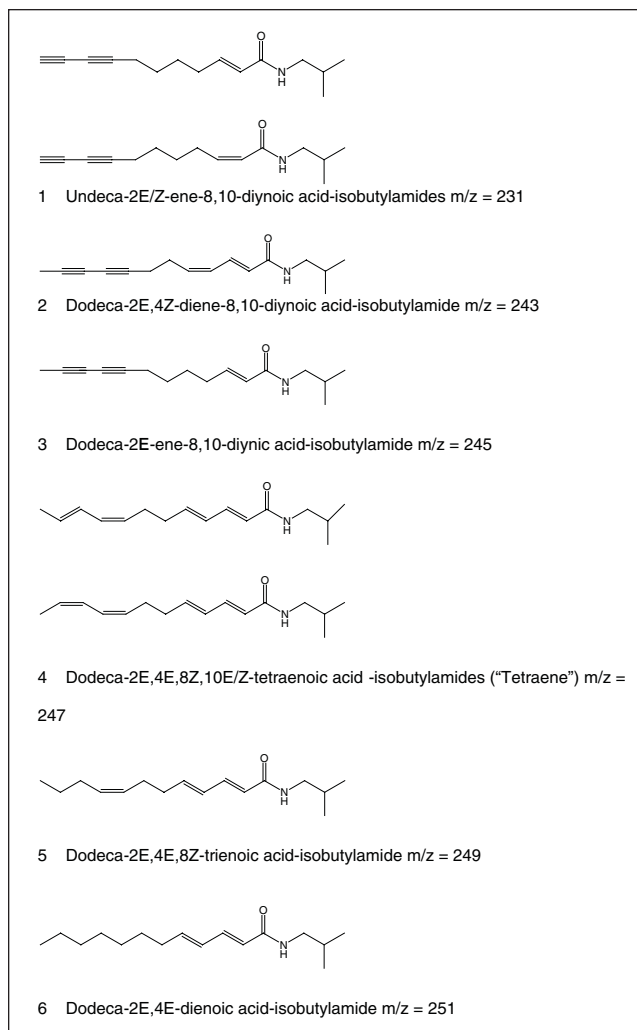 O
N
H
O
N
H
1 Undeca-2E/Z-ene-8,10-diynoic acid-isobutylamides m/z = 231
O
N
H
2 Dodeca-2E,4Z-diene-8,10-diynoic acid-isobutylamide m/z = 243
O
N
H
3 Dodeca-2E-ene-8,10-diynic acid-isobutylamide m/z = 245
O
N
H
O
N
H
4 Dodeca-2E,4E,8Z,10E/Z-tetraenoic acid -isobutylamides (“Tetraene”) m/z =
247
O
N
H
5 Dodeca-2E,4E,8Z-trienoic acid-isobutylamide m/z = 249
O
N
H
6 Dodeca-2E,4E-dienoic acid-isobutylamide m/z = 251